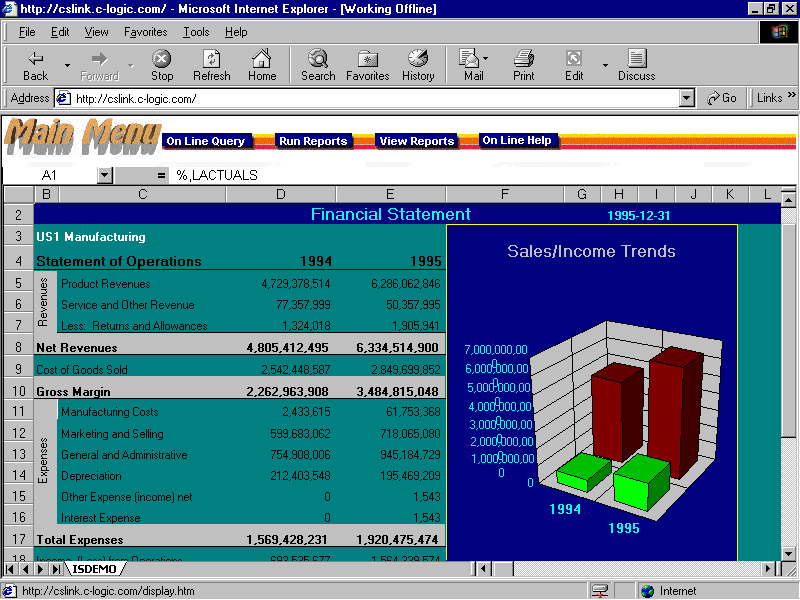 http://cslink.c-logic.com/ - Microsoft Internet Explorer - [Working Offline]
File Edit View Favorites Tools Help
Back Forward Stop Refresh Home Search Favorites History Mail Print Edit Discuss
Address http://cslink.c-logic.com/ Go Links »
Main Menu On Line Query Run Reports View Reports On Line Help
A1 = %,LACTUALS
B C D E F G H I J K L
2 Financial Statement 1995-12-31
3 US1 Manufacturing
4 Statement of Operations 1994 1995
Revenues
5 Product Revenues 4,729,378,514 6,286,062,846
6 Service and Other Revenue 77,357,999 50,357,995
7 Less: Returns and Allowances 1,324,018 1,905,941
8 Net Revenues 4,805,412,495 6,334,514,900
9 Cost of Goods Sold 2,542,448,587 2,849,699,852
10 Gross Margin 2,262,963,908 3,484,815,048
Expenses
11 Manufacturing Costs 2,433,615 61,753,368
12 Marketing and Selling 599,683,062 718,065,080
13 General and Administrative 754,908,006 945,184,729
14 Depreciation 212,403,548 195,469,209
15 Other Expense (income) net 0 1,543
16 Interest Expense 0 1,543
17 Total Expenses 1,569,428,231 1,920,475,474
18 Income (Loss) from Operations 693,535,677 1,564,339,574
Sales/Income Trends
7,000,000,000
6,000,000,000
5,000,000,000
4,000,000,000
3,000,000,000
2,000,000,000
1,000,000,000
0
1994
1995
ISDEMO
http://cslink.c-logic.com/display.htm Internet